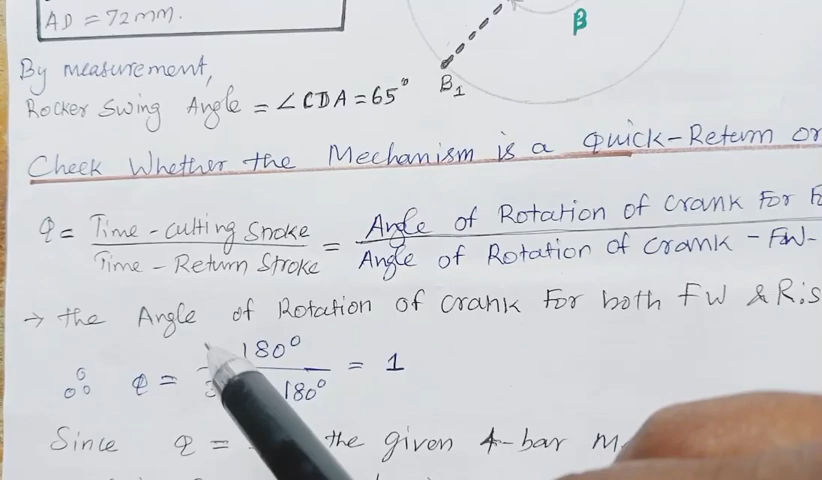 AD = 72mm.
β
By measurement,
B1
Rocker Swing Angle = ∠CDA = 65°
Check Whether the Mechanism is a Quick-Return or
Q = Time - cutting Stroke / Time - Return Stroke = Angle of Rotation of Crank For F / Angle of Rotation of crank - FW -
→ the Angle of Rotation of crank For both FW & R:s
∴ Q = 180° / 180° = 1
Since Q = the given 4-bar M